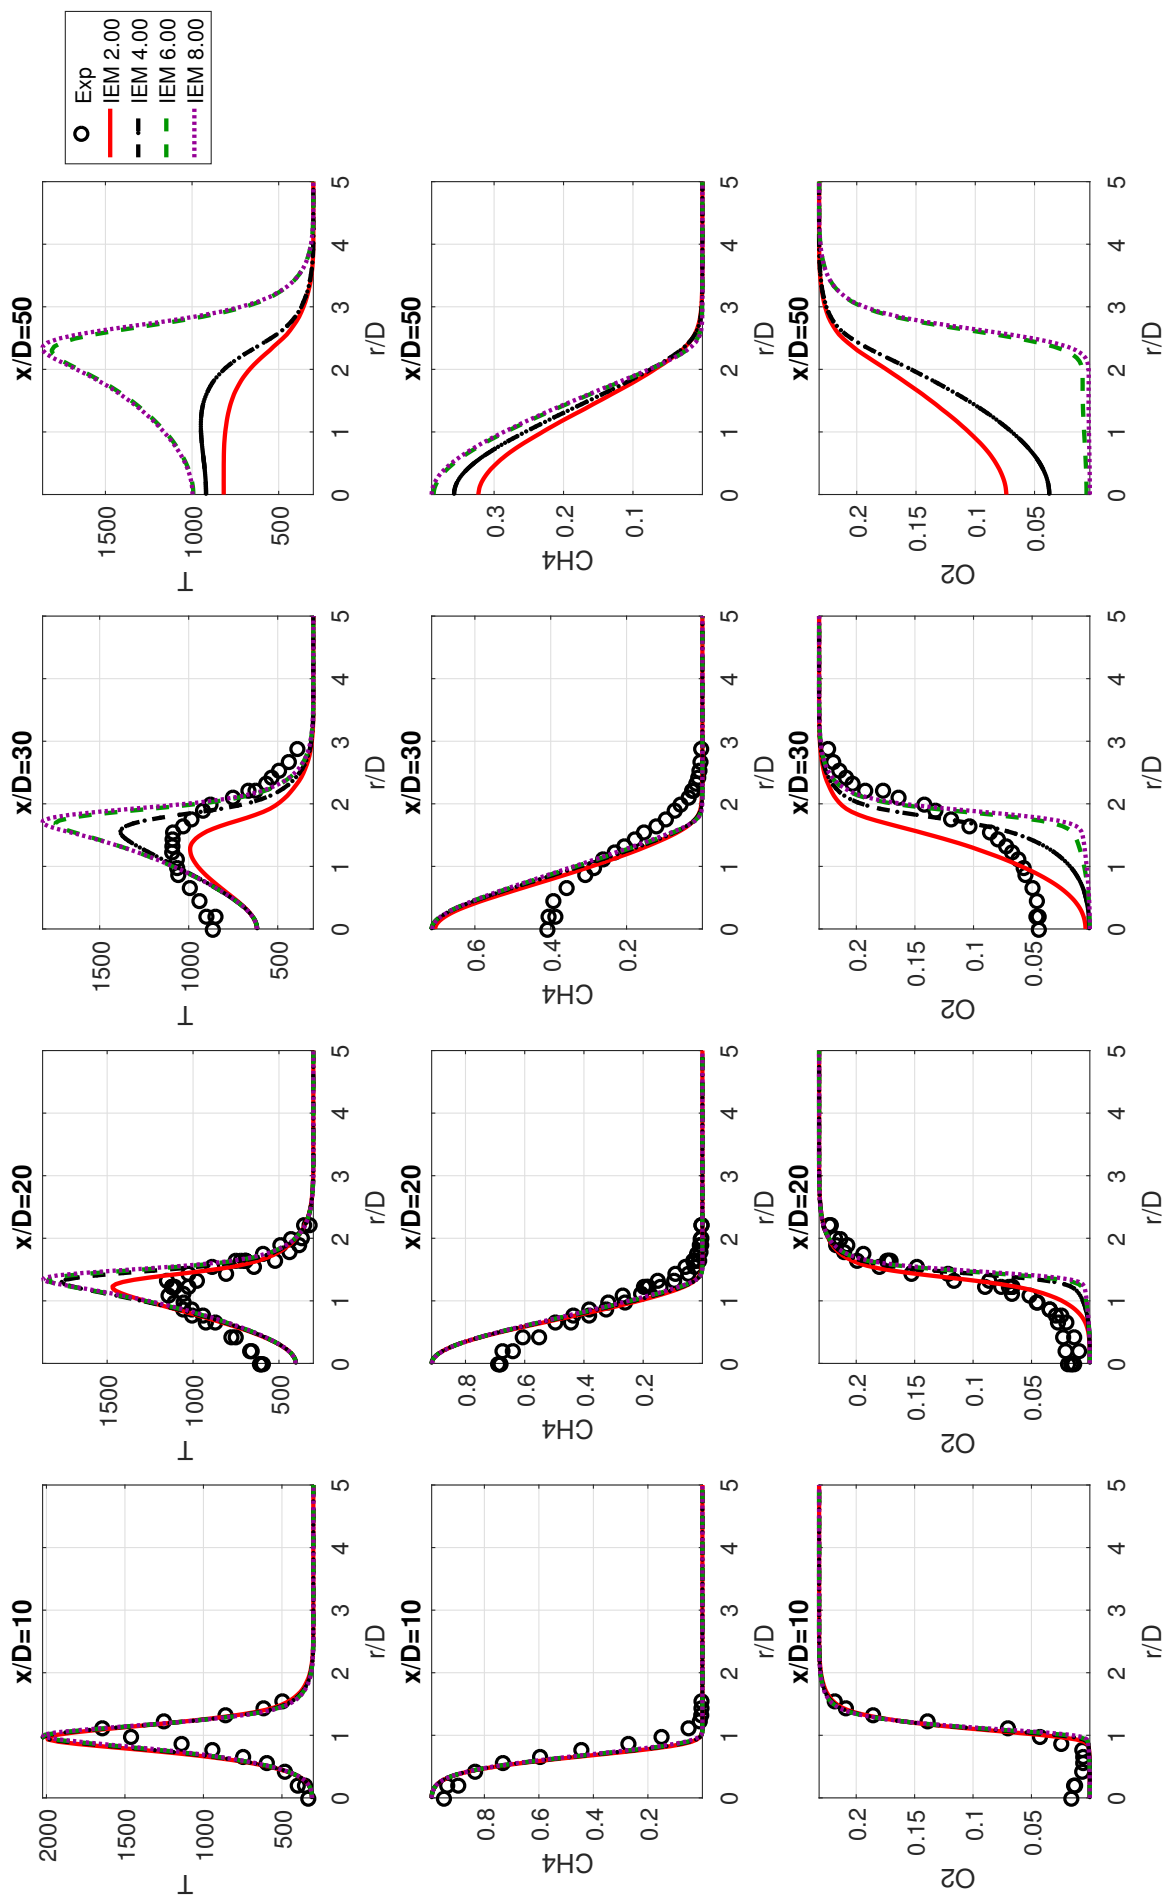 x/D=10
2000
1500
1000
500
T
0 1 2 3 4 5
r/D
x/D=20
1500
1000
500
T
0 1 2 3 4 5
r/D
x/D=30
1500
1000
500
T
0 1 2 3 4 5
r/D
x/D=50
1500
1000
500
T
0 1 2 3 4 5
r/D
Exp
IEM 2.00
IEM 4.00
IEM 6.00
IEM 8.00
x/D=10
0.8
0.6
0.4
0.2
CH4
0 1 2 3 4 5
r/D
x/D=20
0.8
0.6
0.4
0.2
CH4
0 1 2 3 4 5
r/D
x/D=30
0.6
0.4
0.2
CH4
0 1 2 3 4 5
r/D
x/D=50
0.3
0.2
0.1
CH4
0 1 2 3 4 5
r/D
x/D=10
0.2
0.15
0.1
0.05
O2
0 1 2 3 4 5
r/D
x/D=20
0.2
0.15
0.1
0.05
O2
0 1 2 3 4 5
r/D
x/D=30
0.2
0.15
0.1
0.05
O2
0 1 2 3 4 5
r/D
x/D=50
0.2
0.15
0.1
0.05
O2
0 1 2 3 4 5
r/D